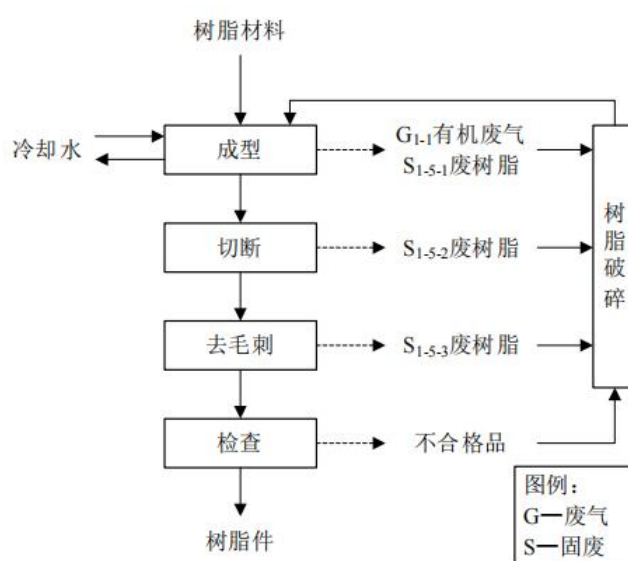 树脂材料
冷却水
成型
G1-1有机废气
S1-5-1废树脂
树脂破碎
切断
S1-5-2废树脂
去毛刺
S1-5-3废树脂
检查
不合格品
树脂件
图例：
G—废气
S—固废